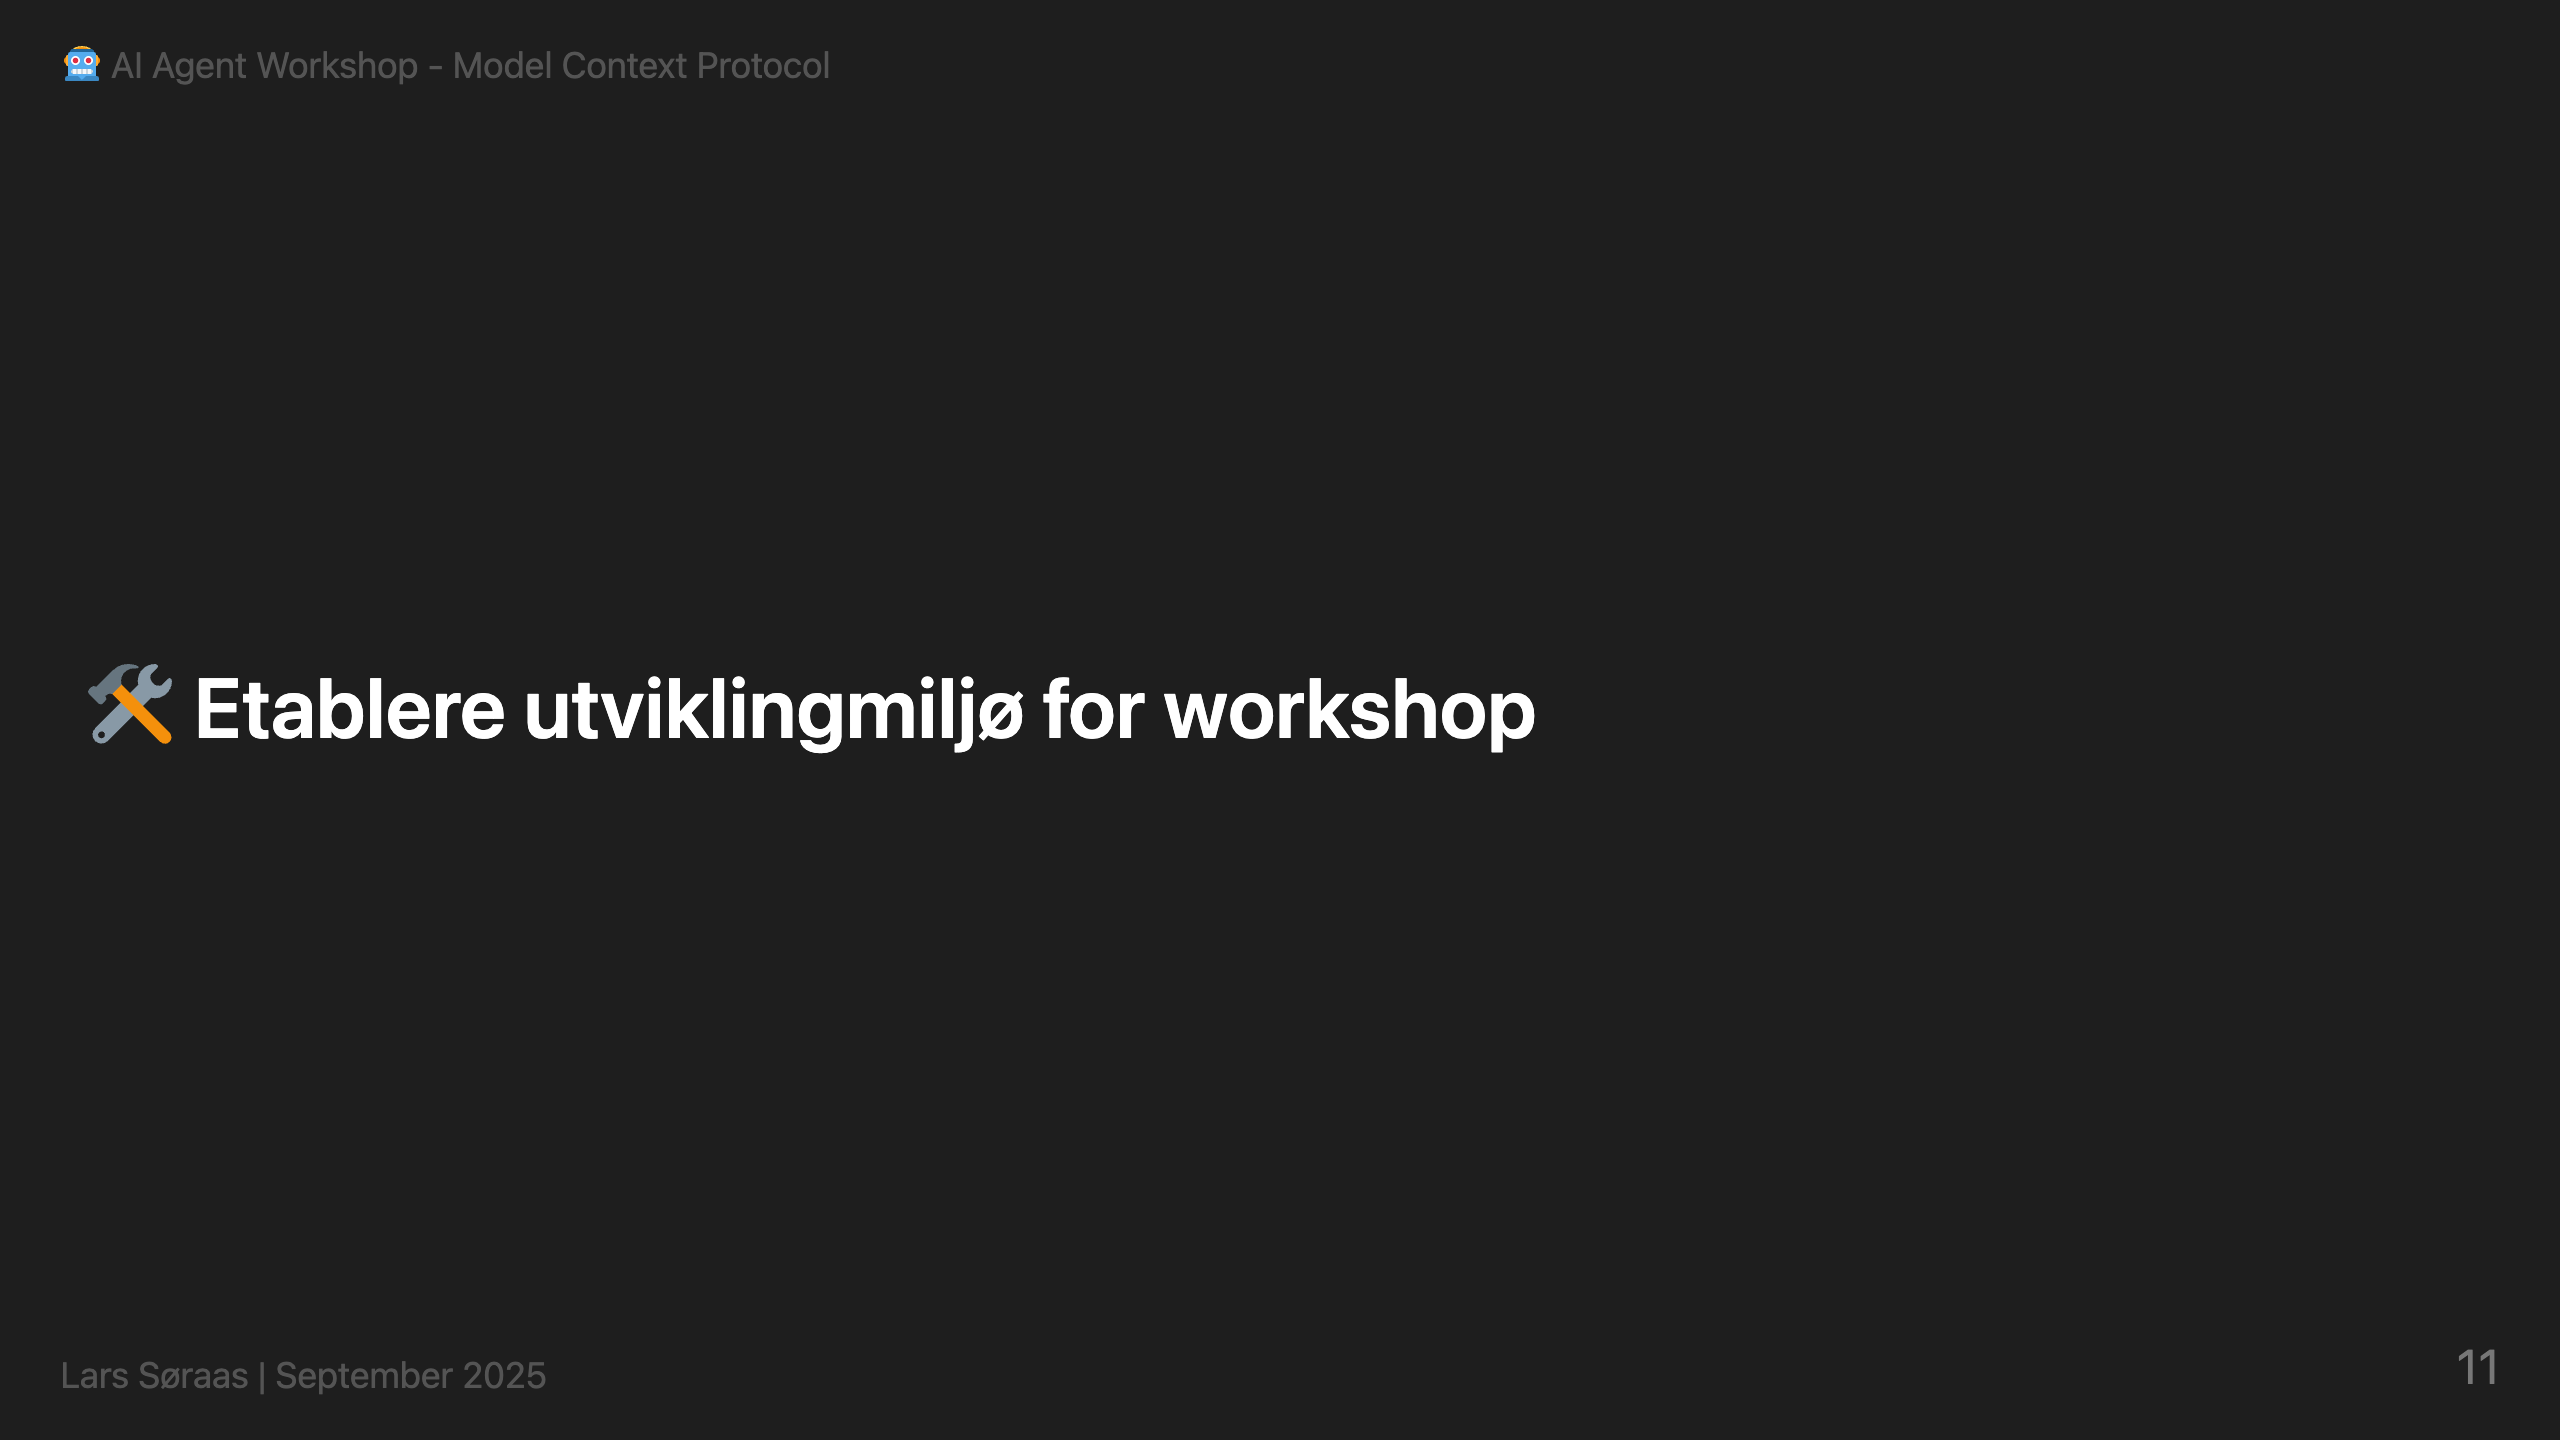 🤖 AI Agent Workshop - Model Context Protocol
🛠️ Etablere utviklingmiljø for workshop
Lars Søraas | September 2025
11